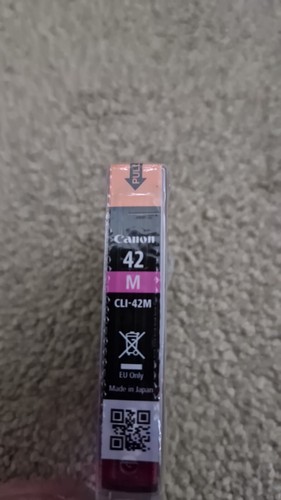 PULL
Canon
42
M
CLI-42M
EU Only
Made in Japan